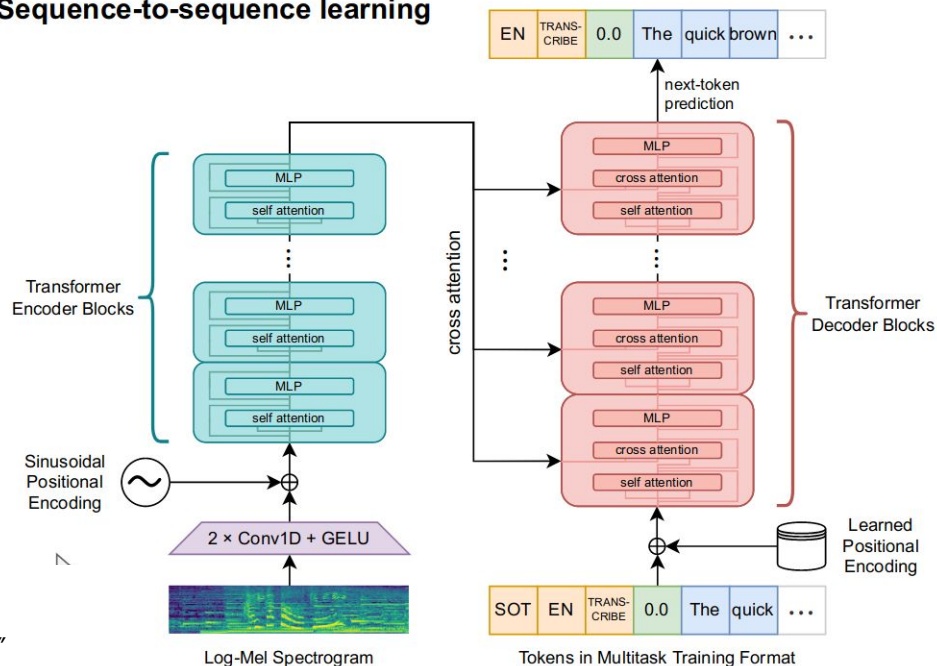 Sequence-to-sequence learning
EN TRANS-CRIBE 0.0 The quick brown ...
next-token
prediction
MLP
cross attention
self attention
MLP
self attention
Transformer
Encoder Blocks
cross attention
Transformer
Decoder Blocks
MLP
self attention
MLP
self attention
MLP
cross attention
self attention
MLP
cross attention
self attention
Sinusoidal
Positional
Encoding
2 × Conv1D + GELU
Learned
Positional
Encoding
SOT EN TRANS-CRIBE 0.0 The quick ...
Log-Mel Spectrogram
Tokens in Multitask Training Format